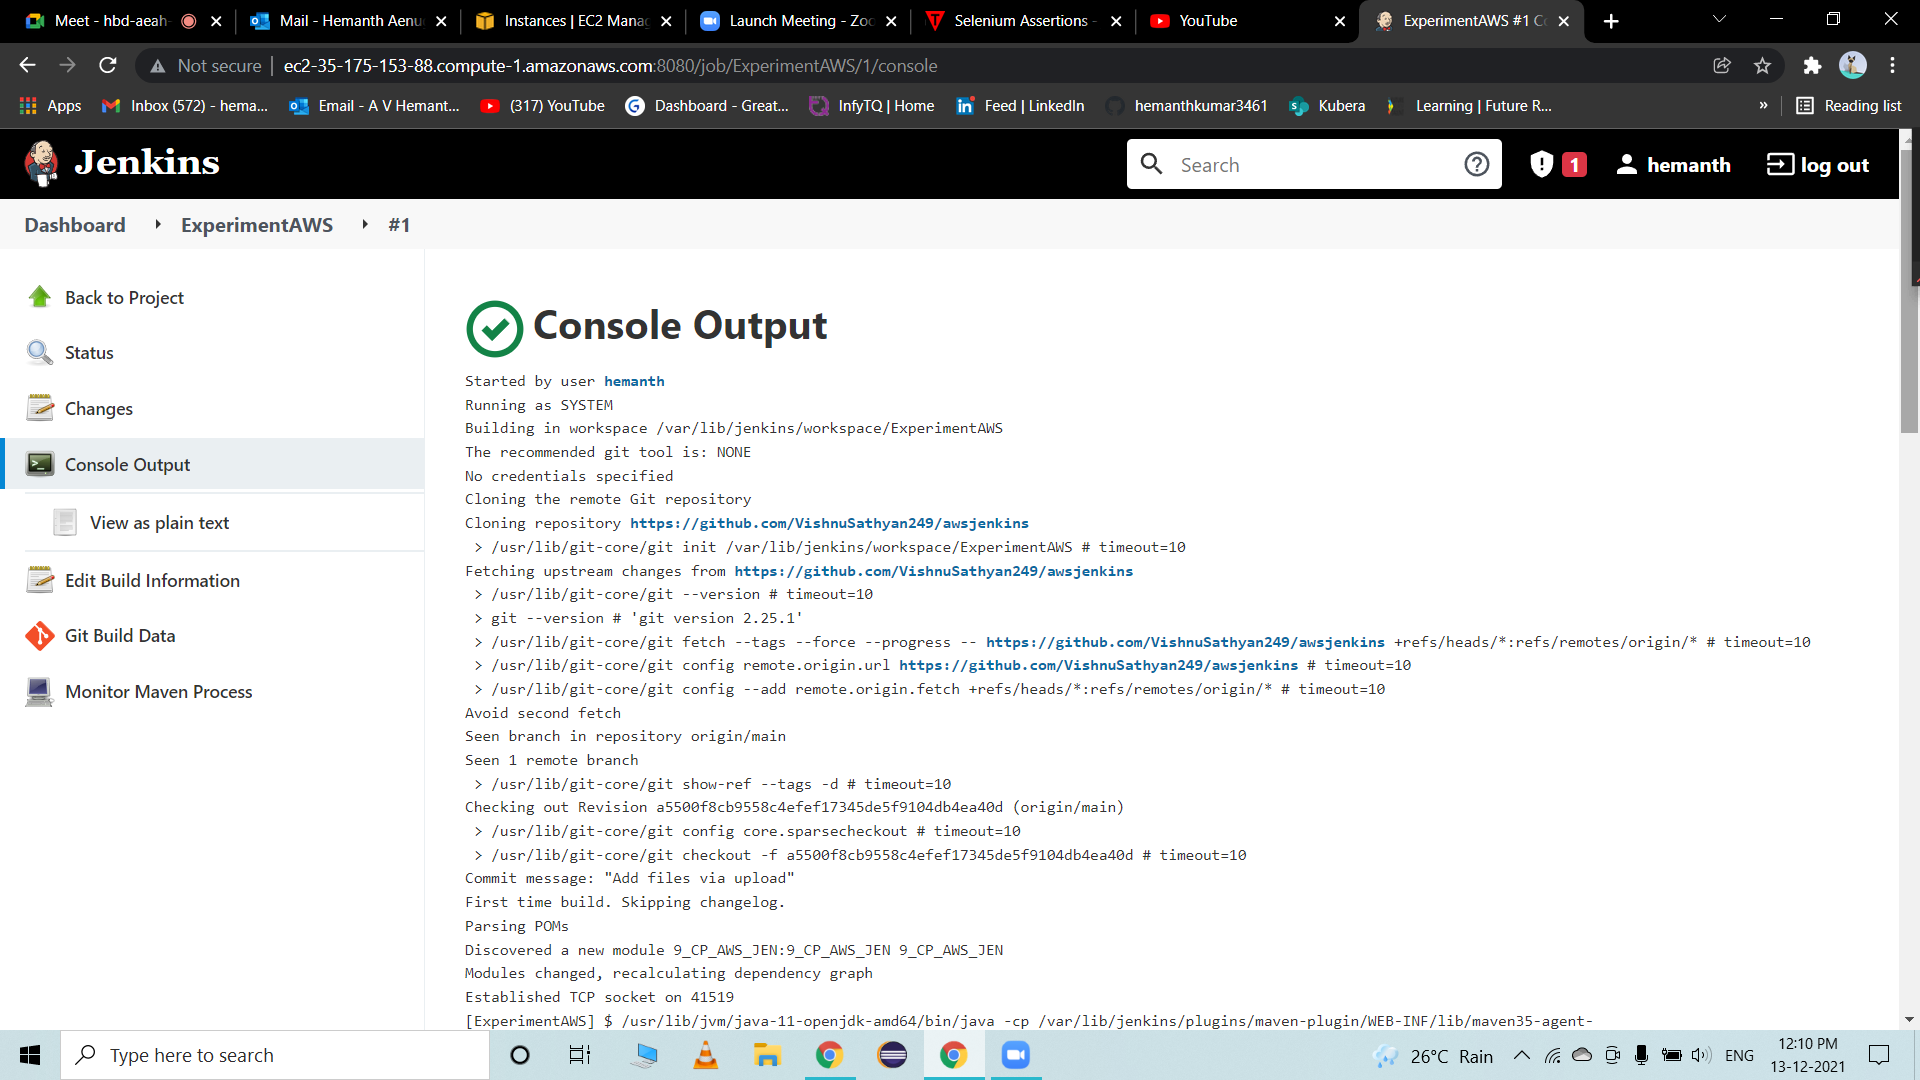 Meet - hbd-aeah-
Mail - Hemanth Aenu
Instances | EC2 Manag
Launch Meeting - Zoo
Selenium Assertions -
YouTube
ExperimentAWS #1 Co
Not secure | ec2-35-175-153-88.compute-1.amazonaws.com:8080/job/ExperimentAWS/1/console
Apps
Inbox (572) - hema...
Email - A V Hemant...
(317) YouTube
Dashboard - Great...
InfyTQ | Home
Feed | LinkedIn
hemanthkumar3461
Kubera
Learning | Future R...
»
Reading list
Jenkins
Search
1
hemanth
log out
Dashboard
ExperimentAWS
#1
Back to Project
Status
Changes
Console Output
View as plain text
Edit Build Information
Git Build Data
Monitor Maven Process
Console Output
Started by user hemanth
Running as SYSTEM
Building in workspace /var/lib/jenkins/workspace/ExperimentAWS
The recommended git tool is: NONE
No credentials specified
Cloning the remote Git repository
Cloning repository https://github.com/VishnuSathyan249/awsjenkins
> /usr/lib/git-core/git init /var/lib/jenkins/workspace/ExperimentAWS # timeout=10
Fetching upstream changes from https://github.com/VishnuSathyan249/awsjenkins
> /usr/lib/git-core/git --version # timeout=10
> git --version # 'git version 2.25.1'
> /usr/lib/git-core/git fetch --tags --force --progress -- https://github.com/VishnuSathyan249/awsjenkins +refs/heads/*:refs/remotes/origin/* # timeout=10
> /usr/lib/git-core/git config remote.origin.url https://github.com/VishnuSathyan249/awsjenkins # timeout=10
> /usr/lib/git-core/git config --add remote.origin.fetch +refs/heads/*:refs/remotes/origin/* # timeout=10
Avoid second fetch
Seen branch in repository origin/main
Seen 1 remote branch
> /usr/lib/git-core/git show-ref --tags -d # timeout=10
Checking out Revision a5500f8cb9558c4efef17345de5f9104db4ea40d (origin/main)
> /usr/lib/git-core/git config core.sparsecheckout # timeout=10
> /usr/lib/git-core/git checkout -f a5500f8cb9558c4efef17345de5f9104db4ea40d # timeout=10
Commit message: "Add files via upload"
First time build. Skipping changelog.
Parsing POMs
Discovered a new module 9_CP_AWS_JEN:9_CP_AWS_JEN 9_CP_AWS_JEN
Modules changed, recalculating dependency graph
Established TCP socket on 41519
[ExperimentAWS] $ /usr/lib/jvm/java-11-openjdk-amd64/bin/java -cp /var/lib/jenkins/plugins/maven-plugin/WEB-INF/lib/maven35-agent-
Type here to search
26°C Rain
ENG
12:10 PM
13-12-2021